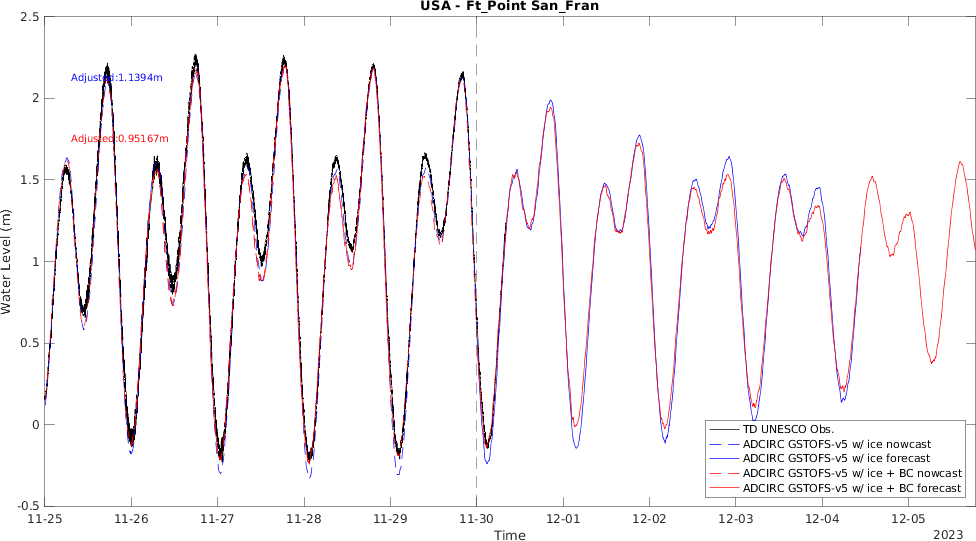 USA - Ft_Point San_Fran
2.5
2
1.5
1
0.5
0
-0.5
Water Level (m)
Adjusted:1.1394m
Adjusted:0.95167m
TD UNESCO Obs.
ADCIRC GSTOFS-v5 w/ ice nowcast
ADCIRC GSTOFS-v5 w/ ice forecast
ADCIRC GSTOFS-v5 w/ ice + BC nowcast
ADCIRC GSTOFS-v5 w/ ice + BC forecast
11-25 11-26 11-27 11-28 11-29 11-30 12-01 12-02 12-03 12-04 12-05
Time
2023